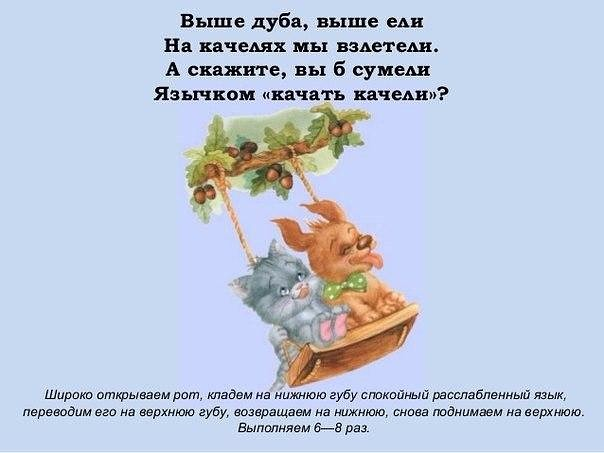 Выше дуба, выше ели
На качелях мы взлетели.
А скажите, вы б сумели
Язычком «качать качели»?
Широко открываем рот, кладем на нижнюю губу спокойный расслабленный язык,
переводим его на верхнюю губу, возвращаем на нижнюю, снова поднимаем на верхнюю.
Выполняем 6—8 раз.